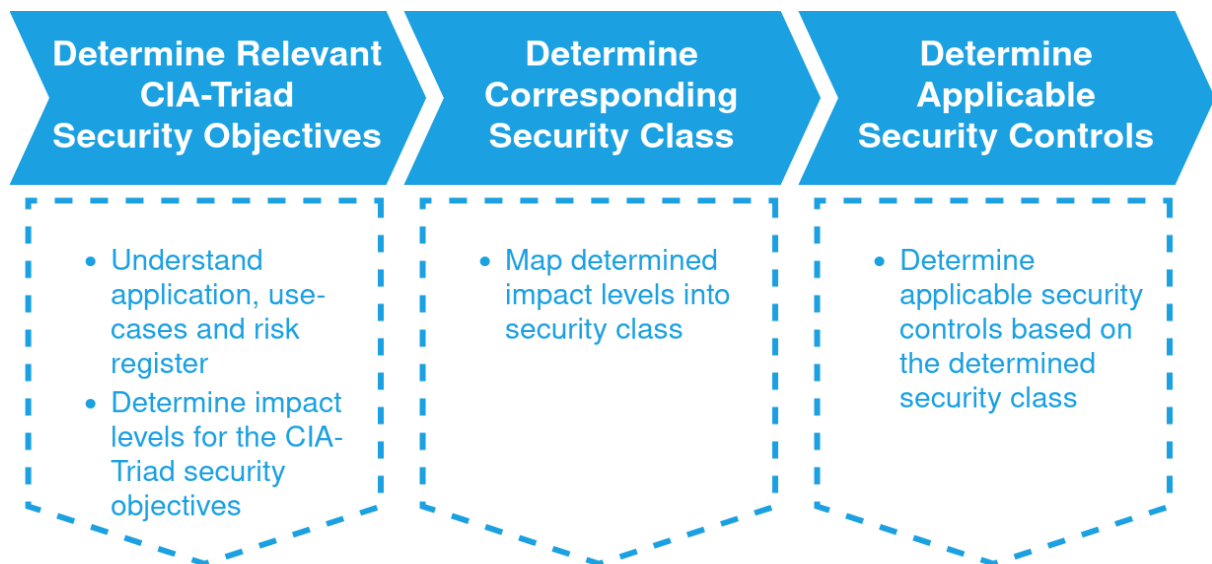 Determine Relevant
CIA-Triad
Security Objectives
Determine
Corresponding
Security Class
Determine
Applicable
Security Controls
• Understand
application, use-
cases and risk
register
• Determine impact
levels for the CIA-
Triad security
objectives
• Map determined
impact levels into
security class
• Determine
applicable security
controls based on
the determined
security class